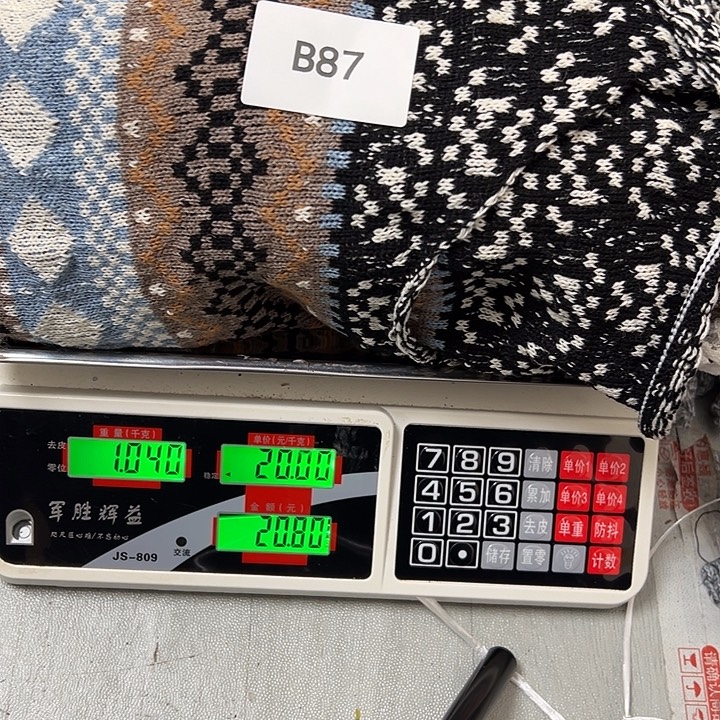 B87
重量(千克)
单价(元/千克)
去皮
零位
1.040
稳定
20.00
金额(元)
20.80
军胜辉益
JS-809
交流
7 8 9 清除 单价1 单价2
4 5 6 累加 单价3 单价4
1 2 3 去皮 单重 防抖
0 • 储存 置零 计数